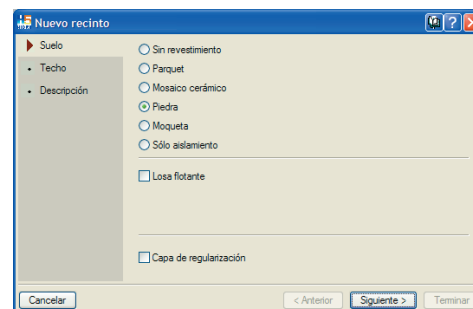 Nuevo recinto
Suelo
Techo
Descripción
Sin revestimiento
Parquet
Mosaico cerámico
Piedra
Moqueta
Sólo aislamiento
Losa flotante
Capa de regularización
Cancelar
< Anterior
Siguiente >
Terminar